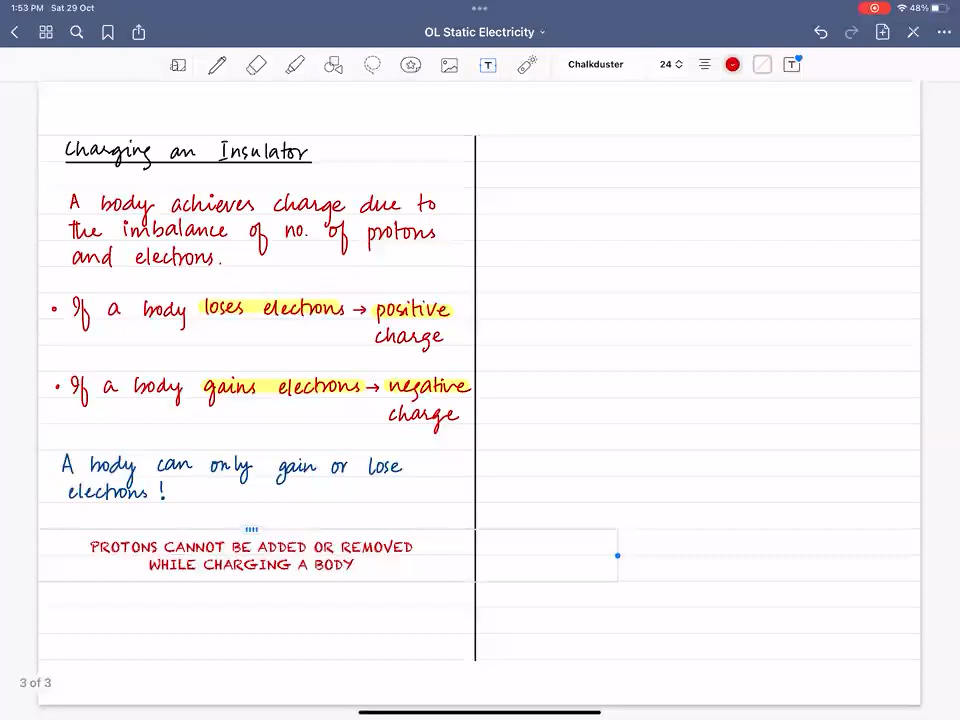 1:53 PM Sat 29 Oct
48%
OL Static Electricity
Chalkduster
24
Charging an Insulator
A body achieves charge due to
the imbalance of no. of protons
and electrons.
• If a body loses electrons → positive
charge
• If a body gains electrons → negative
charge
A body can only gain or lose
electrons!
PROTONS CANNOT BE ADDED OR REMOVED
WHILE CHARGING A BODY
3 of 3